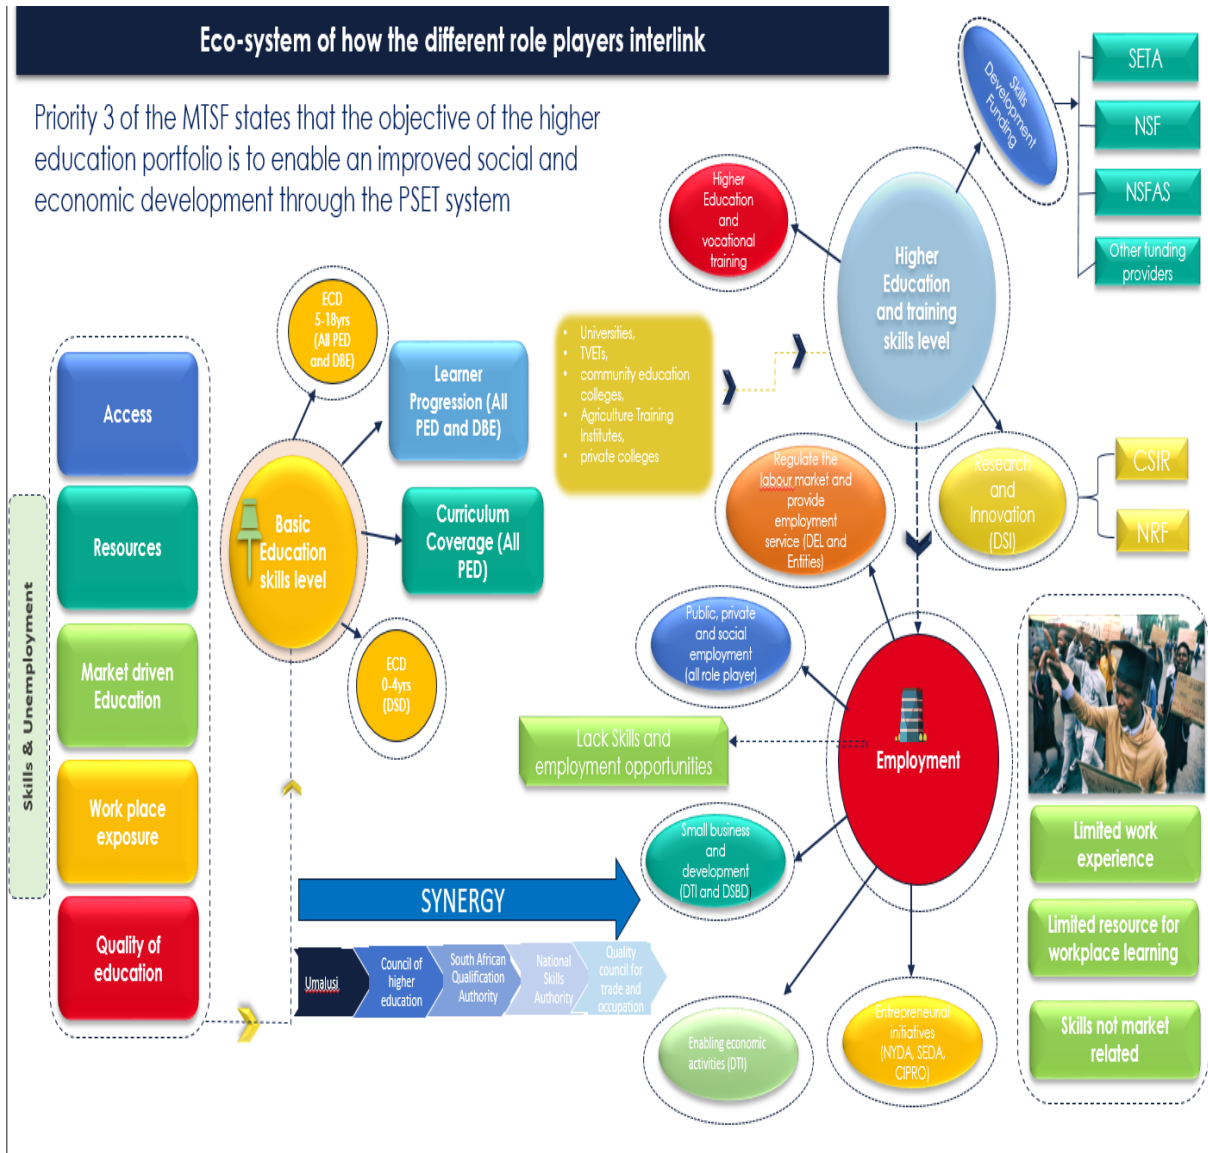 Eco-system of how the different role players interlink
Priority 3 of the MTSF states that the objective of the higher
education portfolio is to enable an improved social and
economic development through the PSET system
Skills & Unemployment
Access
Resources
Market driven
Education
Work place
exposure
Quality of
education
Basic
Education
skills level
ECD
5-18yrs
(All PED
and DBE)
Learner
Progression (All
PED and DBE)
Curriculum
Coverage (All
PED)
ECD
0-4yrs
(DSD)
SYNERGY
Umalusi
Council of
higher
education
South African
Qualification
Authority
National
Skills
Authority
Quality
council for
trade and
occupation
• Universities,
• TVETs,
• community education
colleges,
• Agriculture Training
Institutes,
• private colleges
Higher
Education
and training
skills level
Higher
Education
and
vocational
training
Skills
Development
Funding
SETA
NSF
NSFAS
Other funding
providers
Research
and
Innovation
(DSI)
CSIR
NRF
Employment
Regulate the
labour market and
provide
employment
service (DEL and
Entities)
Public, private
and social
employment
(all role player)
Lack Skills and
employment opportunities
Small business
and
development
(DTI and DSBD)
Enabling economic
activities (DTI)
Entrepreneurial
initiatives
(NYDA, SEDA,
CIPRO)
Limited work
experience
Limited resource for
workplace learning
Skills not market
related